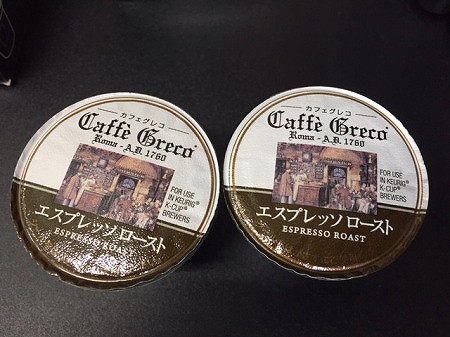 カフェグレコ
Caffè Greco
Roma - A.D. 1760
FOR USE
IN KEURIG®
K-CUP®
BREWERS
エスプレッソロースト
ESPRESSO ROAST
カフェグレコ
Caffè Greco
Roma - A.D. 1760
FOR USE
IN KEURIG®
K-CUP®
BREWERS
エスプレッソロースト
ESPRESSO ROAST